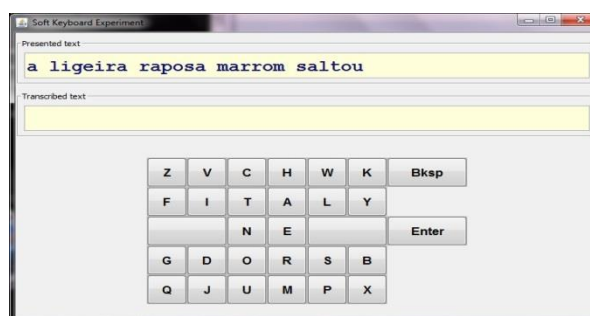 Soft Keyboard Experiment
Presented text
a ligeira raposa marrom saltou
Transcribed text
Z V C H W K Bksp
F I T A L Y
N E Enter
G D O R S B
Q J U M P X